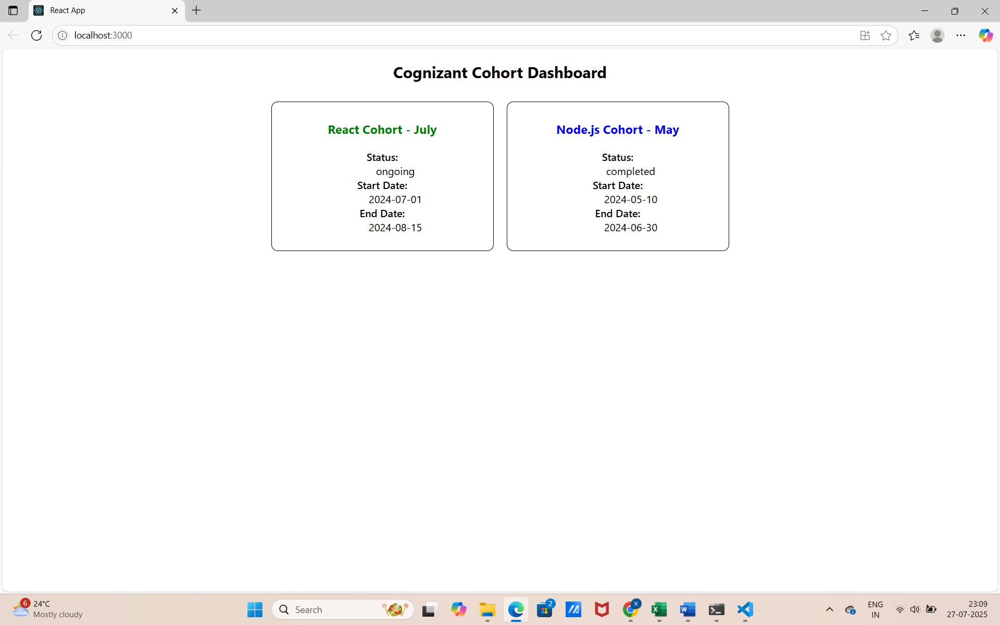 React App
localhost:3000
Cognizant Cohort Dashboard
React Cohort - July
Status:
ongoing
Start Date:
2024-07-01
End Date:
2024-08-15
Node.js Cohort - May
Status:
completed
Start Date:
2024-05-10
End Date:
2024-06-30
6
24°C
Mostly cloudy
Search
2
K
ENG
IN
23:09
27-07-2025